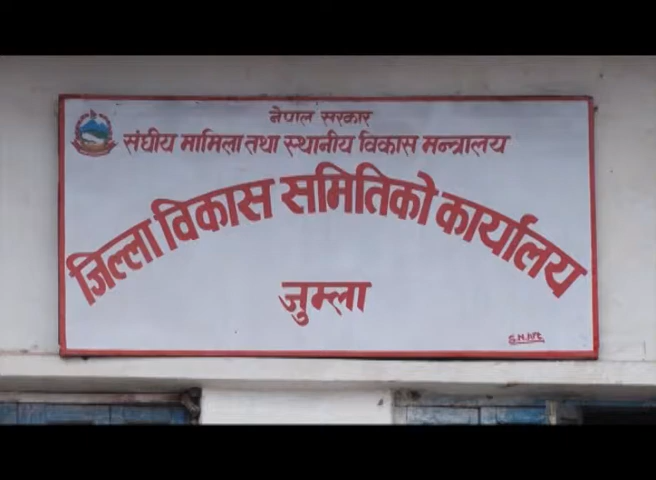 नेपाल सरकार
संघीय मामिला तथा स्थानीय विकास मन्त्रालय
जिल्ला विकास समितिको कार्यालय
जुम्ला